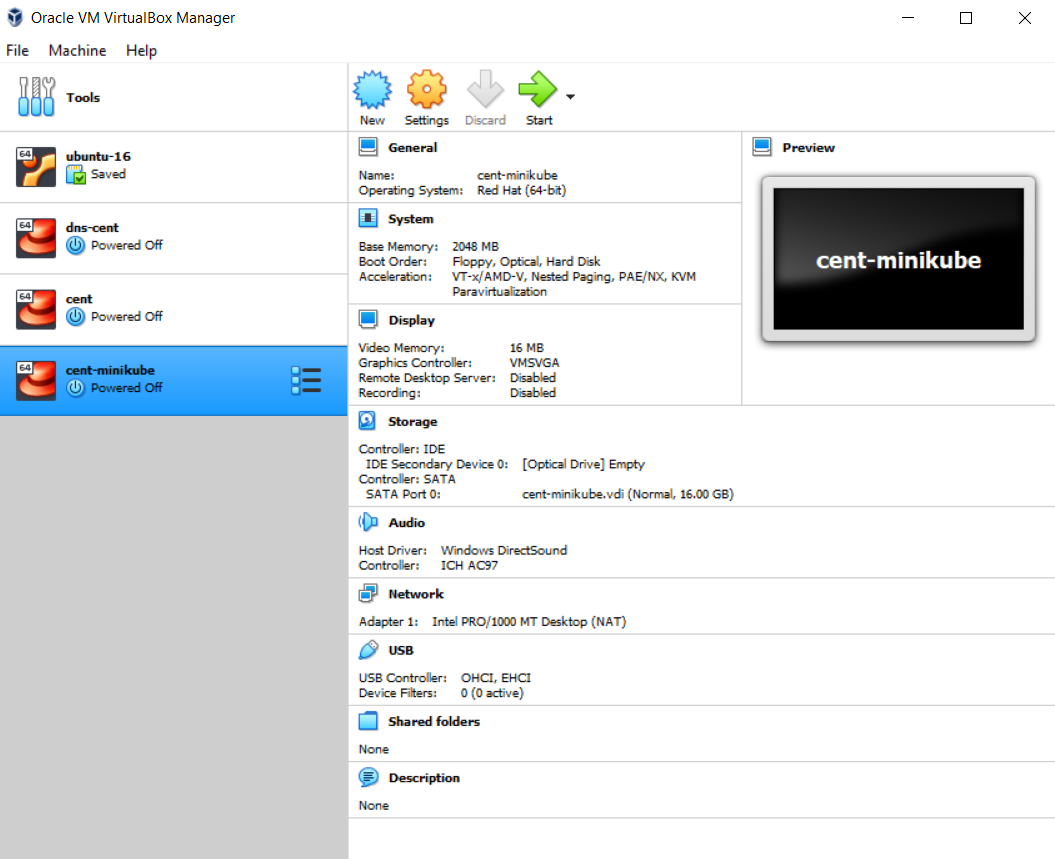 Oracle VM VirtualBox Manager
File Machine Help
Tools
64
ubuntu-16
Saved
64
dns-cent
Powered Off
64
cent
Powered Off
64
cent-minikube
Powered Off
New Settings Discard Start
General
Name: cent-minikube
Operating System: Red Hat (64-bit)
System
Base Memory: 2048 MB
Boot Order: Floppy, Optical, Hard Disk
Acceleration: VT-x/AMD-V, Nested Paging, PAE/NX, KVM
Paravirtualization
Display
Video Memory: 16 MB
Graphics Controller: VMSVGA
Remote Desktop Server: Disabled
Recording: Disabled
Preview
cent-minikube
Storage
Controller: IDE
IDE Secondary Device 0: [Optical Drive] Empty
Controller: SATA
SATA Port 0: cent-minikube.vdi (Normal, 16.00 GB)
Audio
Host Driver: Windows DirectSound
Controller: ICH AC97
Network
Adapter 1: Intel PRO/1000 MT Desktop (NAT)
USB
USB Controller: OHCI, EHCI
Device Filters: 0 (0 active)
Shared folders
None
Description
None